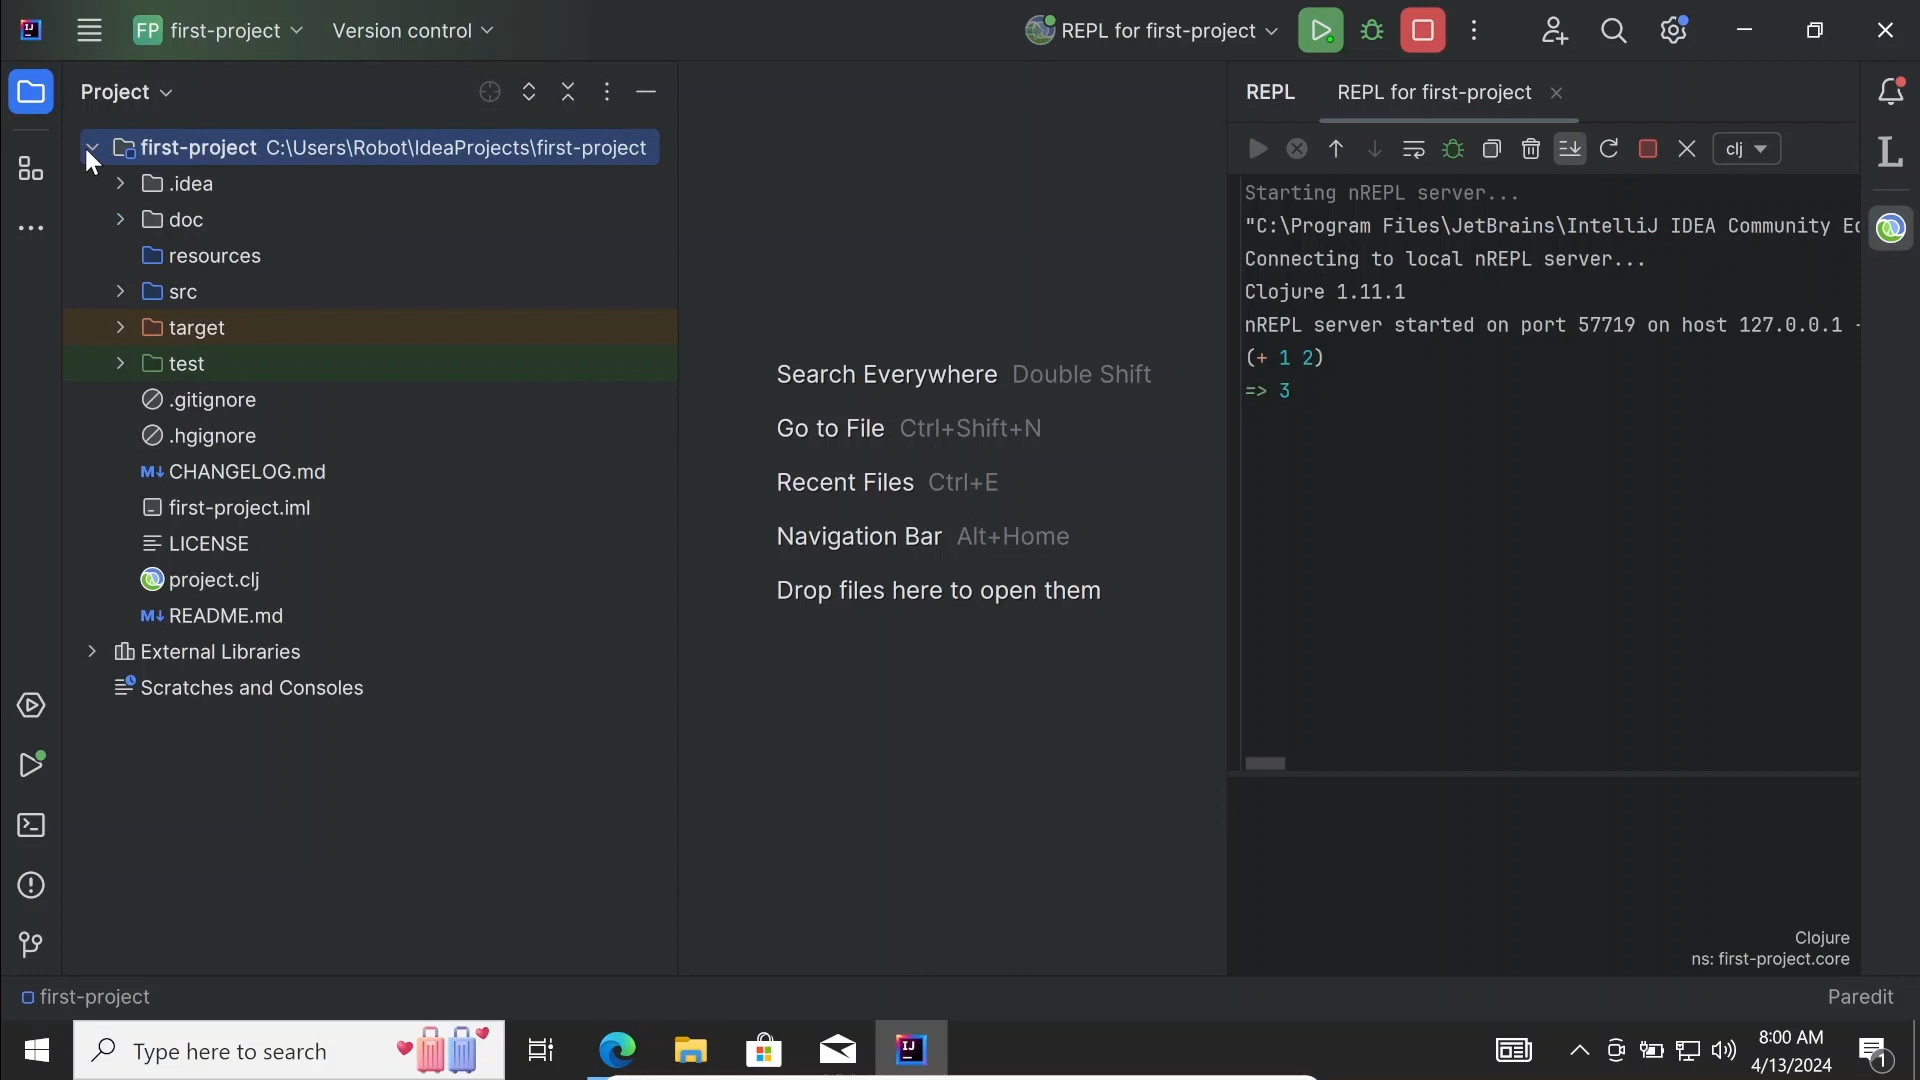 FP first-project
Version control
REPL for first-project
Project
first-project C:\Users\Robot\IdeaProjects\first-project
.idea
doc
resources
src
target
test
.gitignore
.hgignore
M↓ CHANGELOG.md
first-project.iml
LICENSE
project.clj
M↓ README.md
External Libraries
Scratches and Consoles
Search Everywhere Double Shift
Go to File Ctrl+Shift+N
Recent Files Ctrl+E
Navigation Bar Alt+Home
Drop files here to open them
REPL
REPL for first-project
clj
L
Starting nREPL server...
"C:\Program Files\JetBrains\IntelliJ IDEA Community
Connecting to local nREPL server...
Clojure 1.11.1
nREPL server started on port 57719 on host 127.0.0.1 -
(+ 1 2)
=> 3
Clojure
ns: first-project.core
first-project
Paredit
Type here to search
IJ
8:00 AM
4/13/2024
1